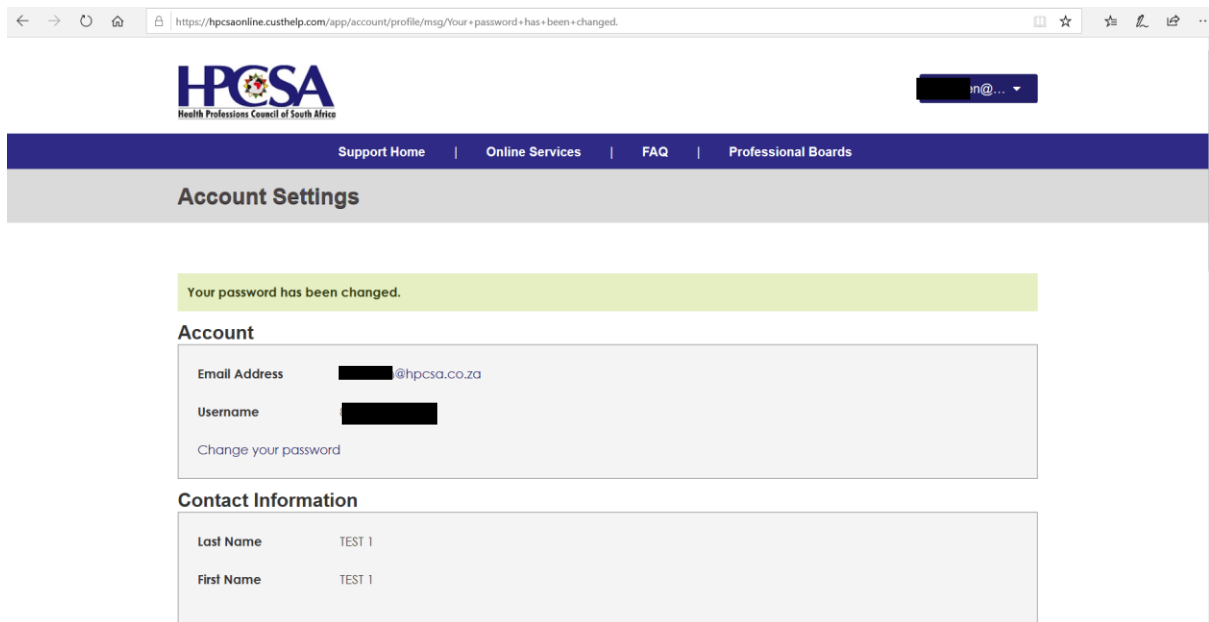 https://hpcsaonline.custhelp.com/app/account/profile/msg/Your+password+has+been+changed.
HPCSA
Health Professions Council of South Africa
en@...
Support Home | Online Services | FAQ | Professional Boards
Account Settings
Your password has been changed.
Account
Email Address @hpcsa.co.za
Username
Change your password
Contact Information
Last Name TEST 1
First Name TEST 1